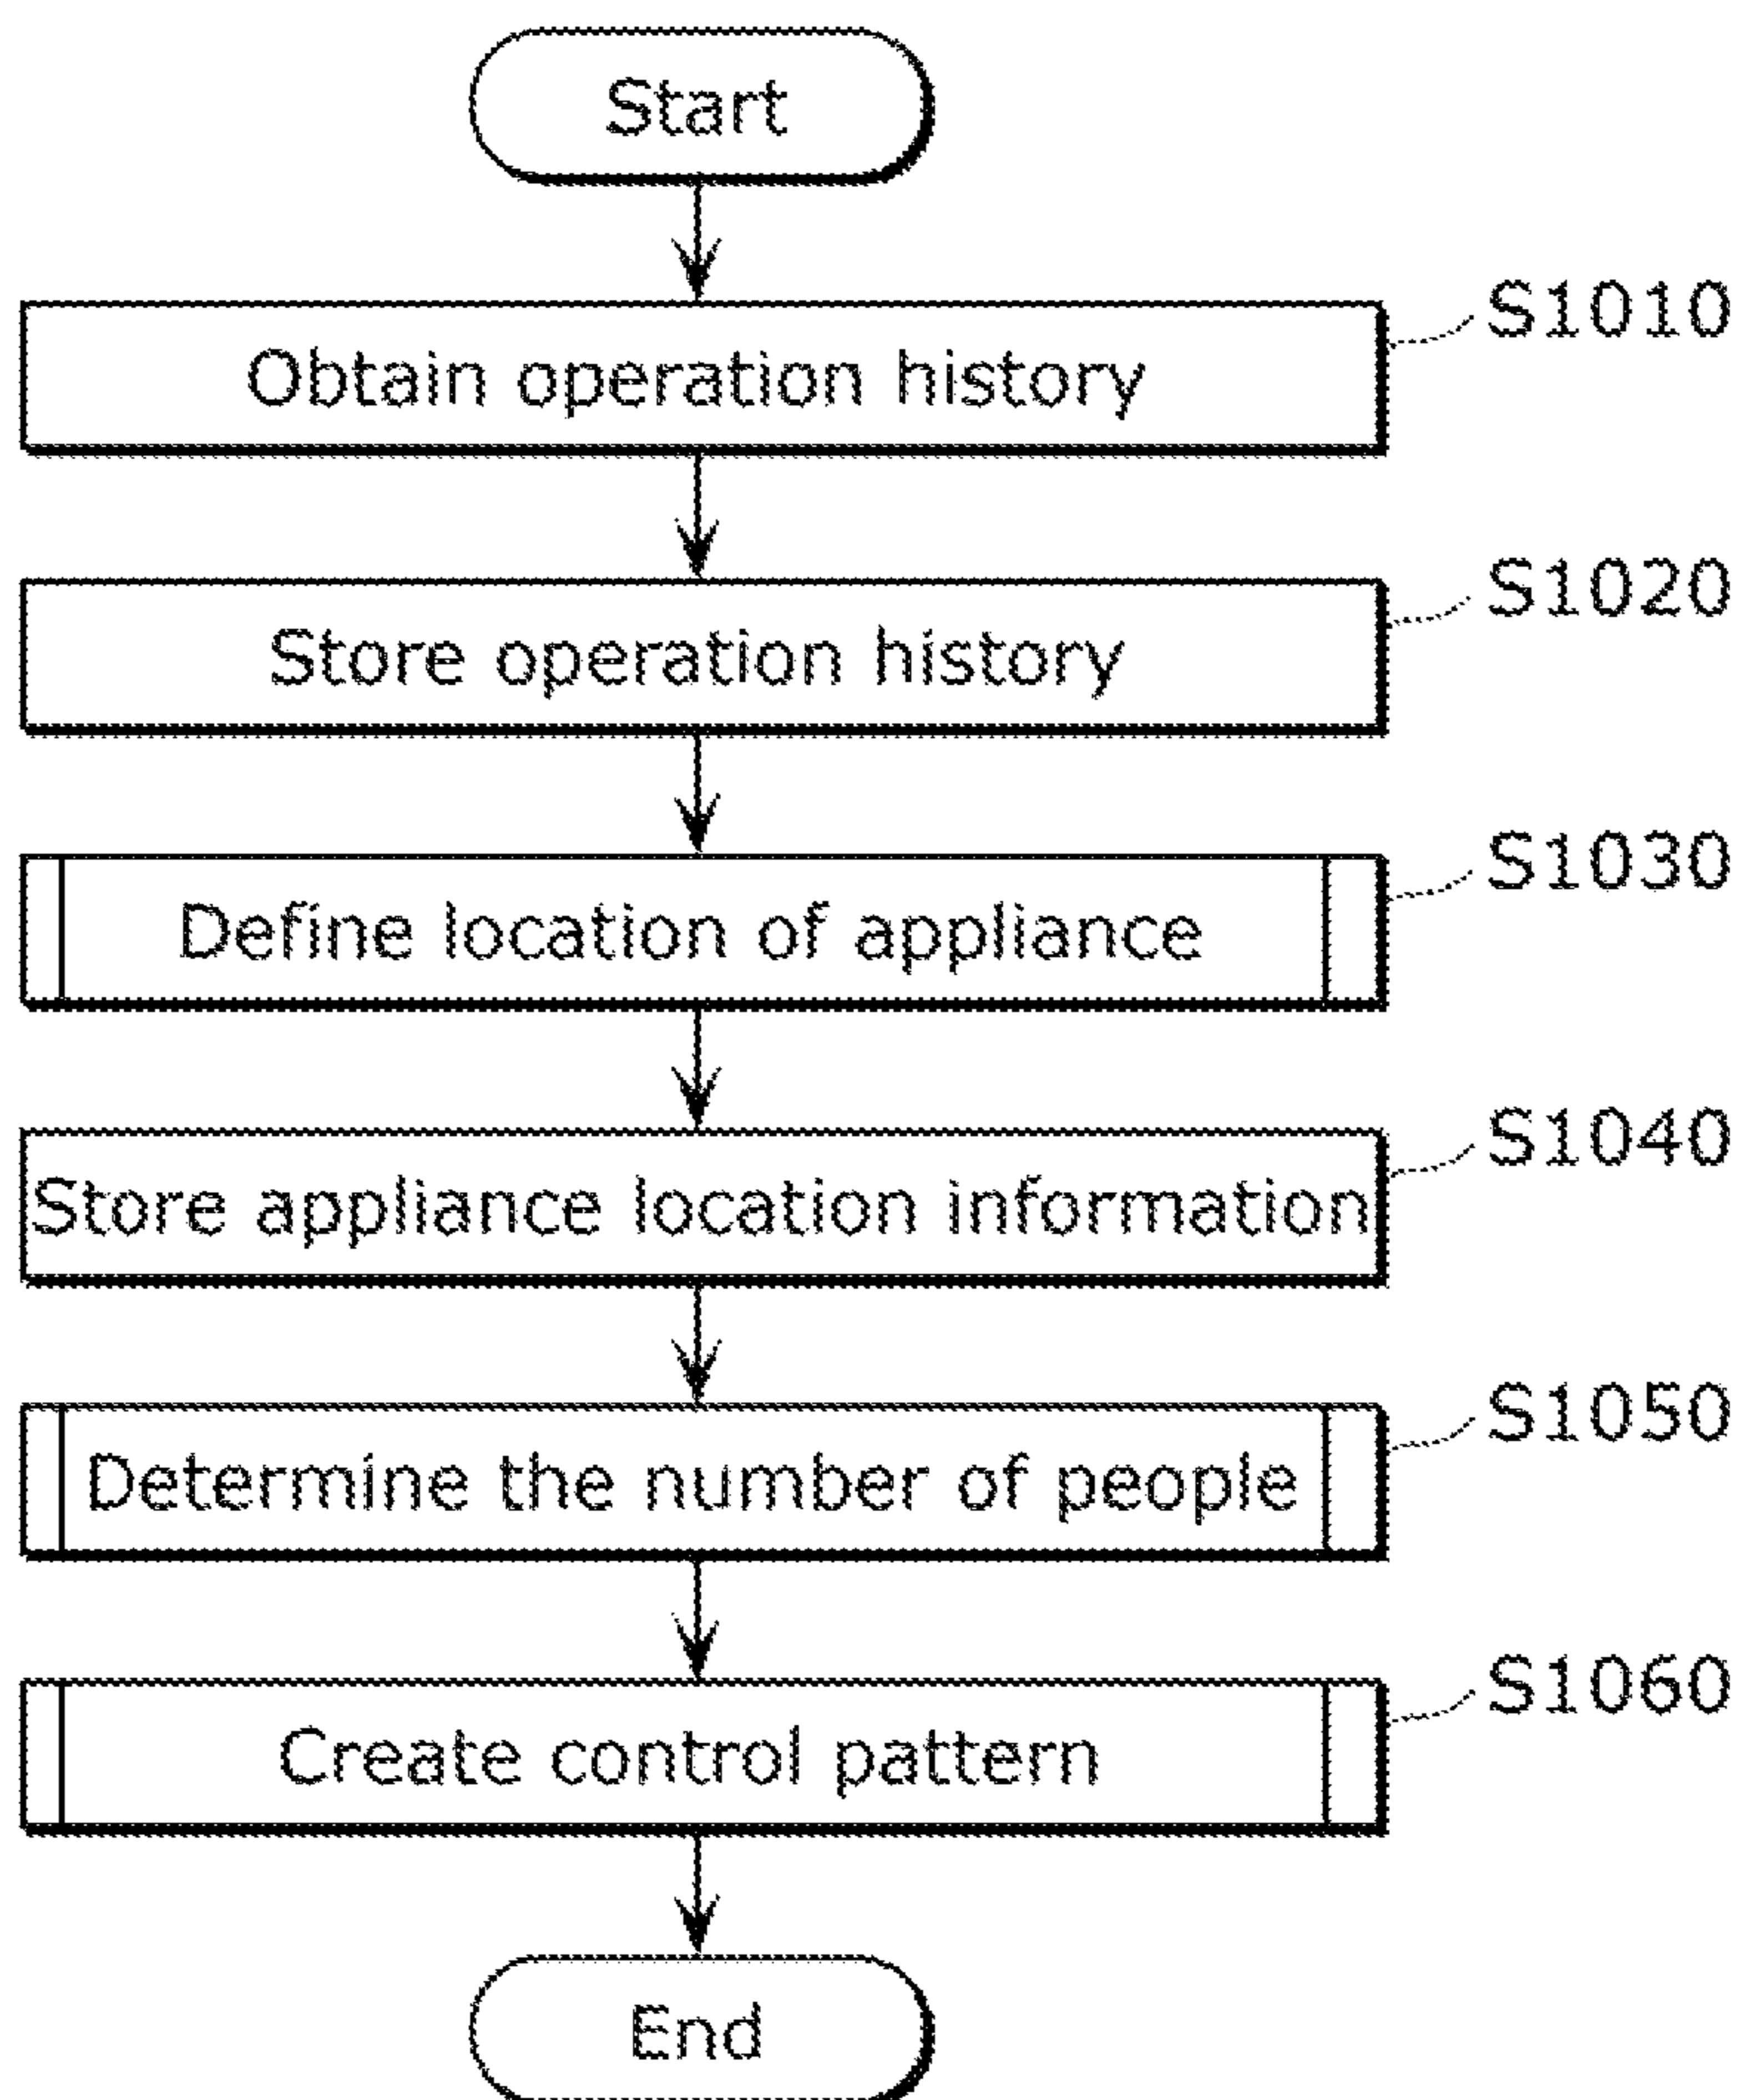 Start
S1010
Obtain operation history
S1020
Store operation history
S1030
Define location of appliance
S1040
Store appliance location information
S1050
Determine the number of people
S1060
Create control pattern
End